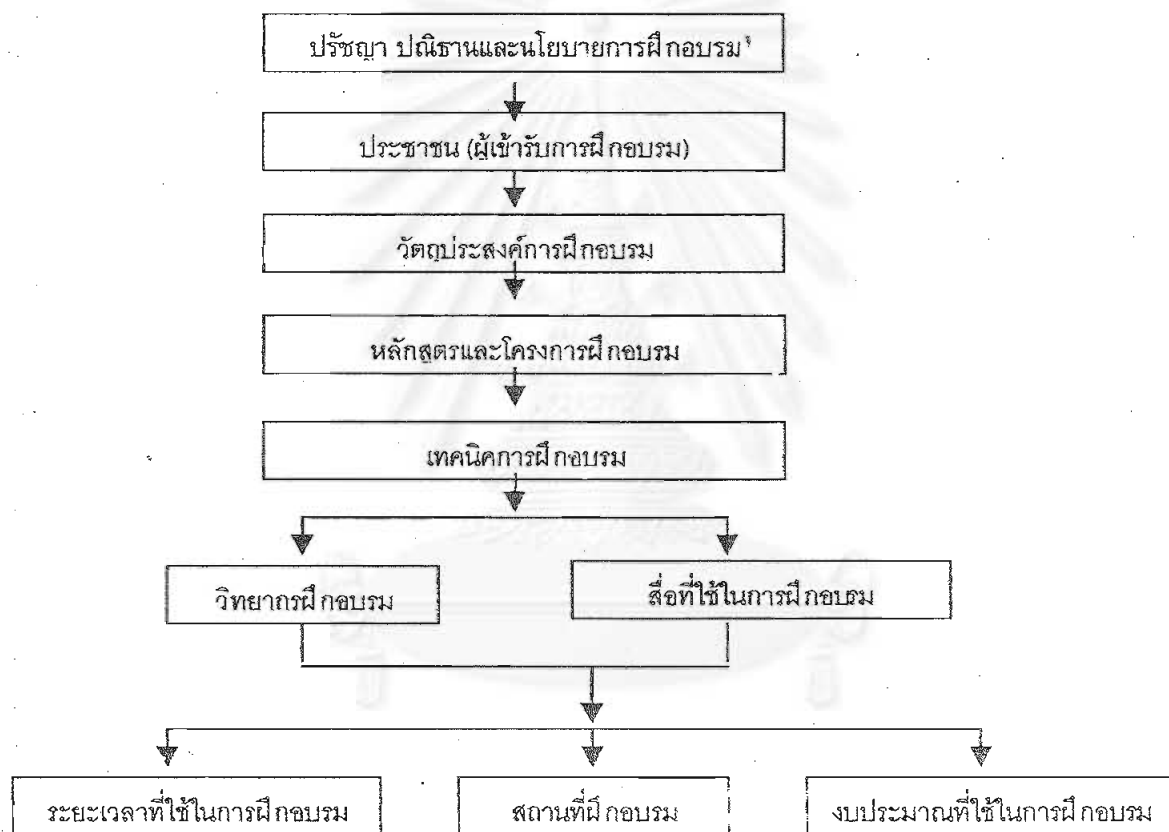 ปรัชญา ปณิธานและนโยบายการฝึกอบรม
ประชาชน (ผู้เข้ารับการฝึกอบรม)
วัตถุประสงค์การฝึกอบรม
หลักสูตรและโครงการฝึกอบรม
เทคนิคการฝึกอบรม
วิทยากรฝึกอบรม
สื่อที่ใช้ในการฝึกอบรม
ระยะเวลาที่ใช้ในการฝึกอบรม
สถานที่ฝึกอบรม
งบประมาณที่ใช้ในการฝึกอบรม